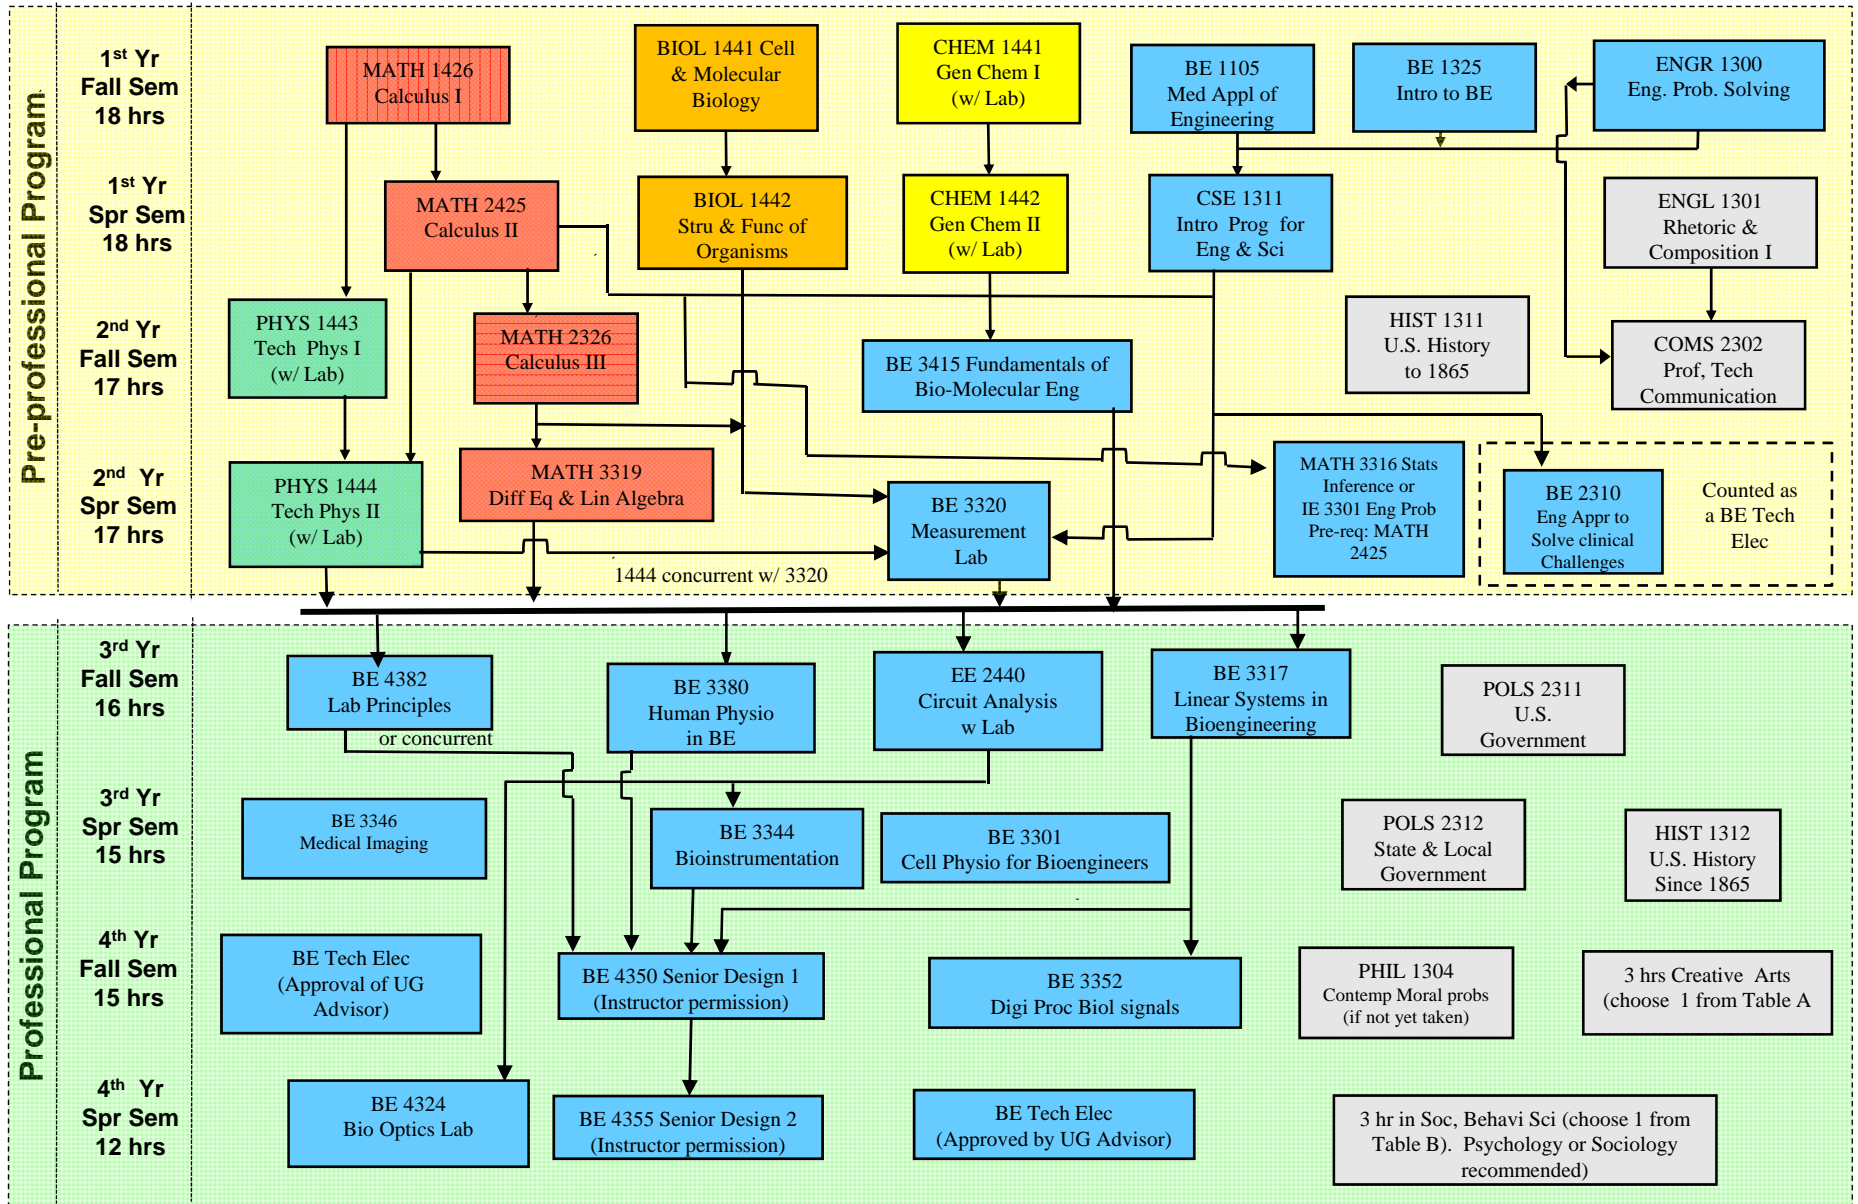 Pre-professional Program
1st Yr
Fall Sem
18 hrs
MATH 1426
Calculus I
BIOL 1441 Cell
& Molecular
Biology
CHEM 1441
Gen Chem I
(w/ Lab)
BE 1105
Med Appl of
Engineering
BE 1325
Intro to BE
ENGR 1300
Eng. Prob. Solving
1st Yr
Spr Sem
18 hrs
MATH 2425
Calculus II
BIOL 1442
Stru & Func of
Organisms
CHEM 1442
Gen Chem II
(w/ Lab)
CSE 1311
Intro Prog for
Eng & Sci
ENGL 1301
Rhetoric &
Composition I
2nd Yr
Fall Sem
17 hrs
PHYS 1443
Tech Phys I
(w/ Lab)
MATH 2326
Calculus III
BE 3415 Fundamentals of
Bio-Molecular Eng
HIST 1311
U.S. History
to 1865
COMS 2302
Prof, Tech
Communication
2nd Yr
Spr Sem
17 hrs
PHYS 1444
Tech Phys II
(w/ Lab)
MATH 3319
Diff Eq & Lin Algebra
BE 3320
Measurement
Lab
MATH 3316 Stats
Inference or
IE 3301 Eng Prob
Pre-req: MATH
2425
BE 2310
Eng Appr to
Solve clinical
Challenges
Counted as
a BE Tech
Elec
1444 concurrent w/ 3320
Professional Program
3rd Yr
Fall Sem
16 hrs
BE 4382
Lab Principles
or concurrent
BE 3380
Human Physio
in BE
EE 2440
Circuit Analysis
w Lab
BE 3317
Linear Systems in
Bioengineering
POLS 2311
U.S.
Government
3rd Yr
Spr Sem
15 hrs
BE 3346
Medical Imaging
BE 3344
Bioinstrumentation
BE 3301
Cell Physio for Bioengineers
POLS 2312
State & Local
Government
HIST 1312
U.S. History
Since 1865
4th Yr
Fall Sem
15 hrs
BE Tech Elec
(Approval of UG
Advisor)
BE 4350 Senior Design 1
(Instructor permission)
BE 3352
Digi Proc Biol signals
PHIL 1304
Contemp Moral probs
(if not yet taken)
3 hrs Creative Arts
(choose 1 from Table A
4th Yr
Spr Sem
12 hrs
BE 4324
Bio Optics Lab
BE 4355 Senior Design 2
(Instructor permission)
BE Tech Elec
(Approved by UG Advisor)
3 hr in Soc, Behavi Sci (choose 1 from
Table B). Psychology or Sociology
recommended)